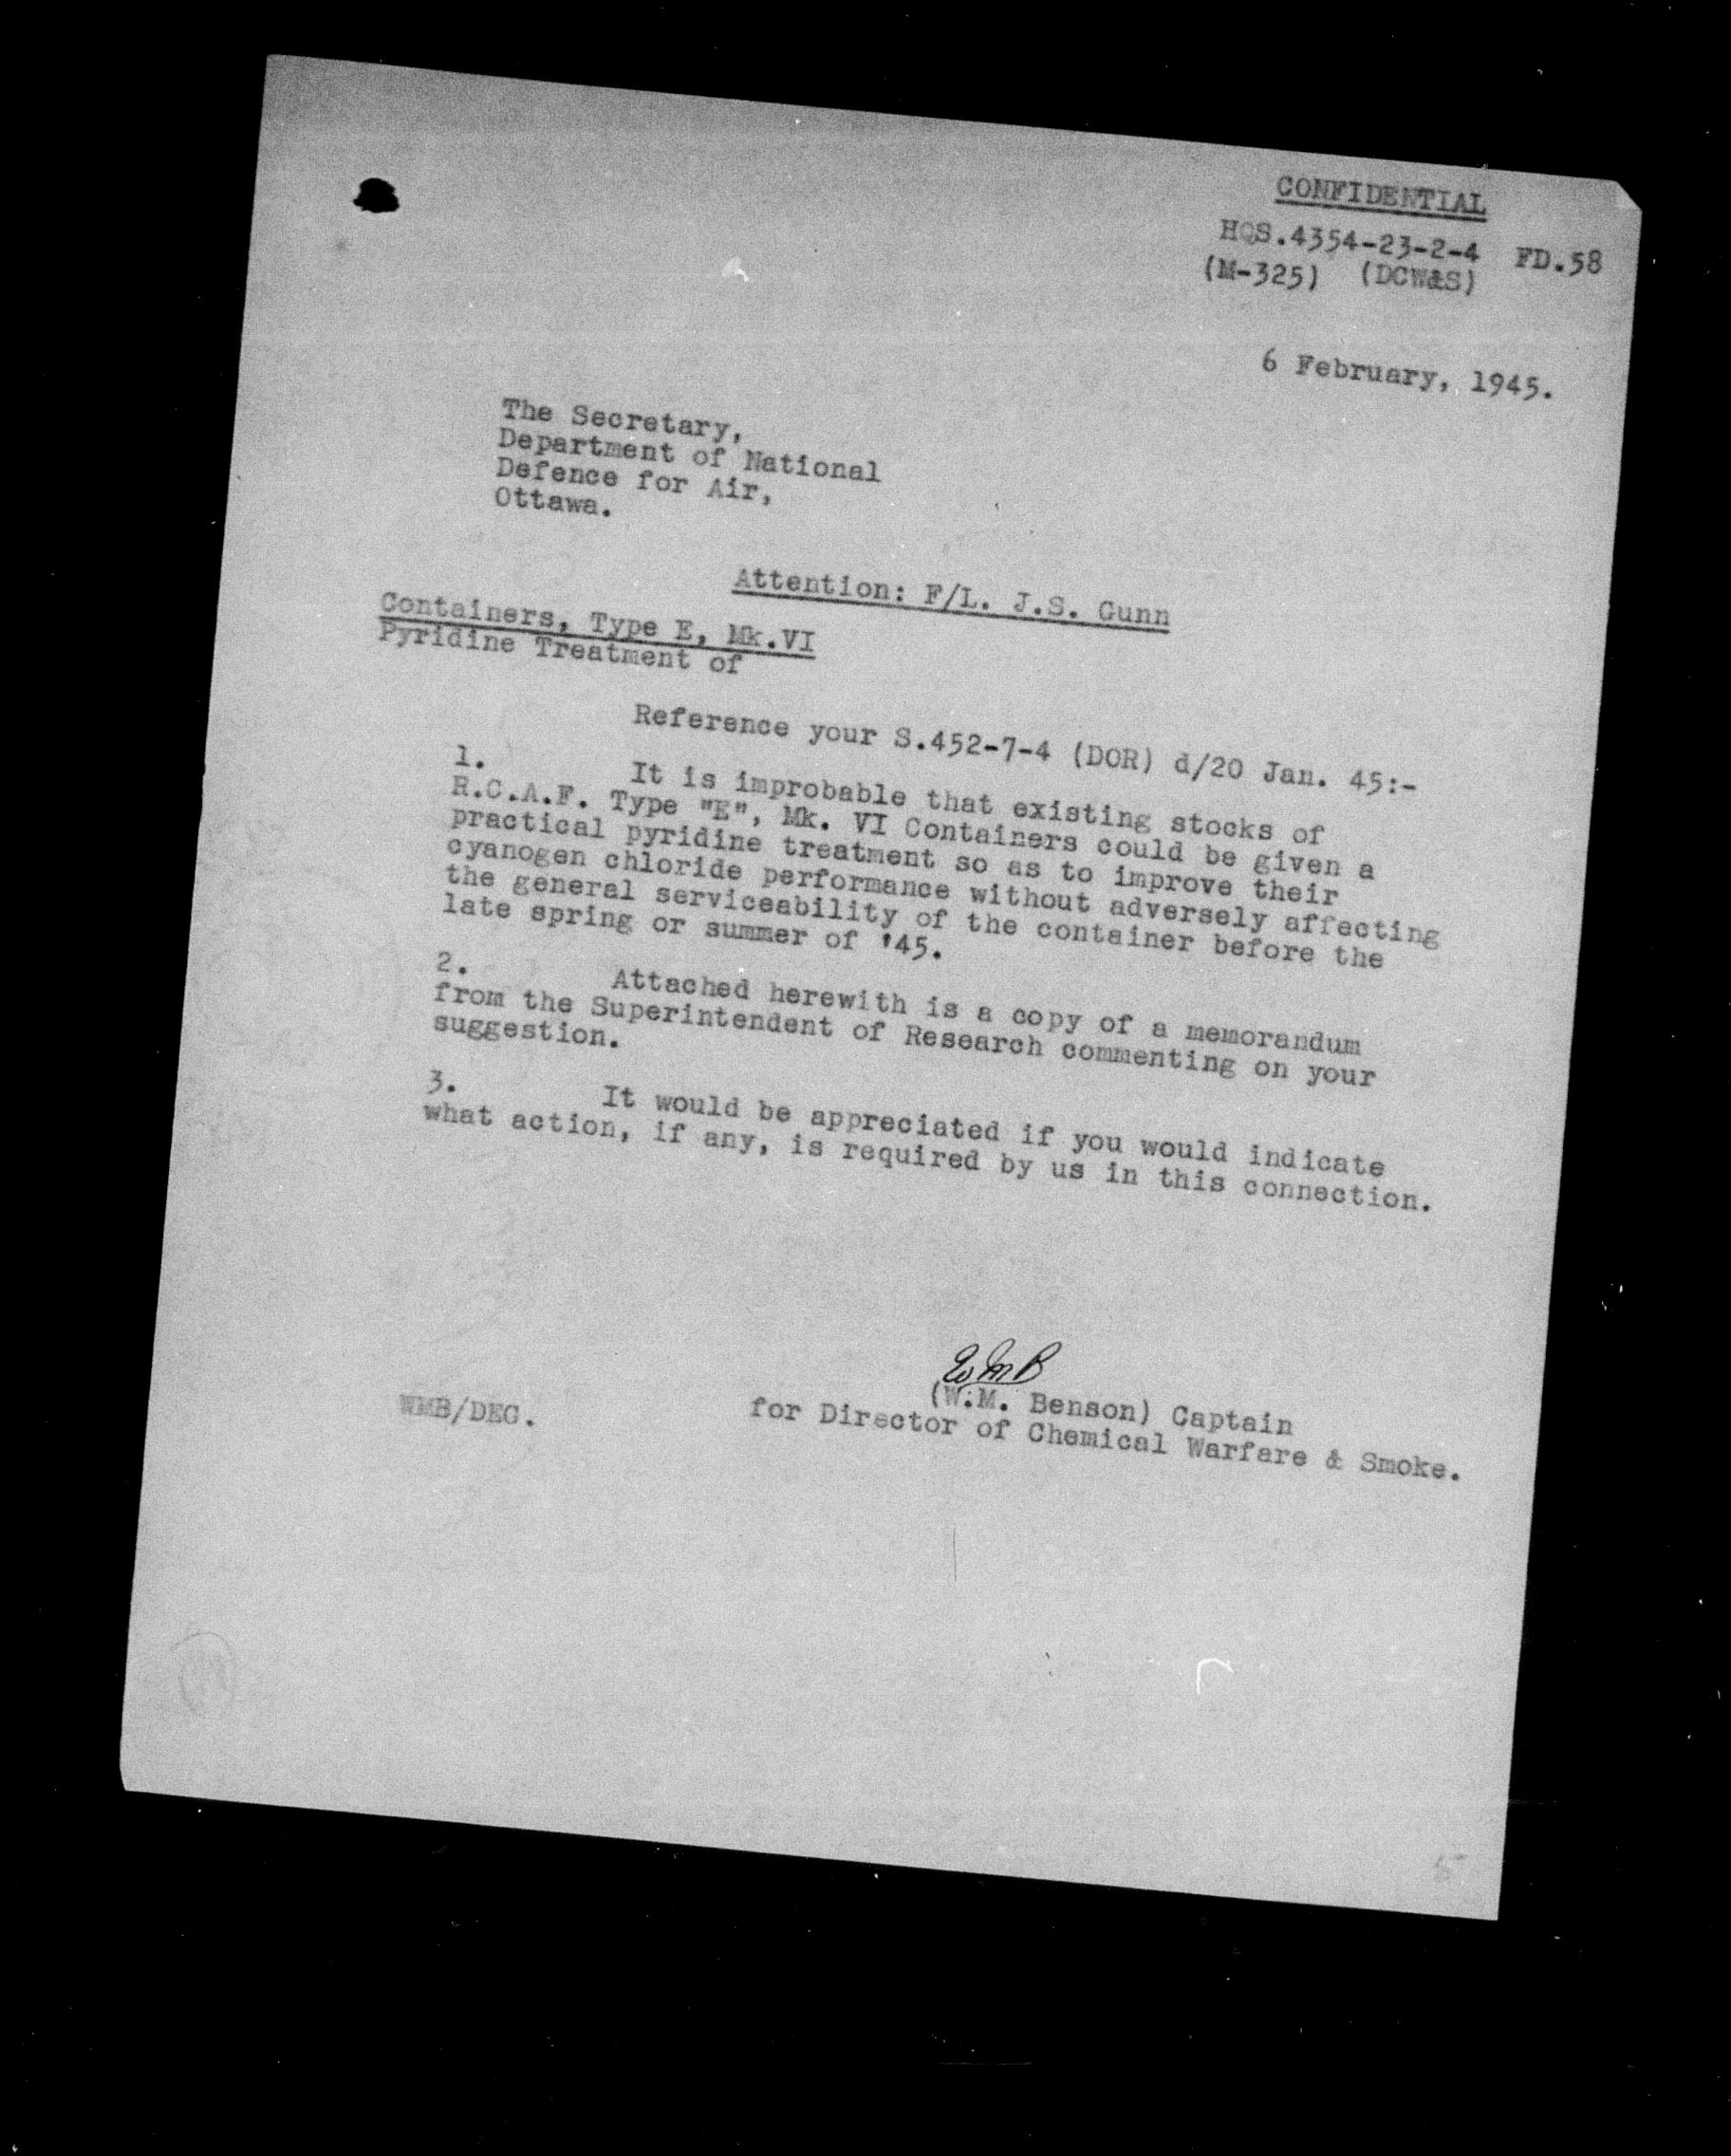 CONFIDENTIAL
HQS.4354-23-2-4 FD.58
(M-325) (DCW&S)
6 February, 1945.
The Secretary,
Department of National
Defence for Air,
Ottawa.
Attention: F/L. J.S. Gunn
Containers, Type E, Mk.VI
Pyridine Treatment of
Reference your S.452-7-4 (DOR) d/20 Jan. 45:-
1. It is improbable that existing stocks of
R.C.A.F. Type "E", Mk. VI Containers could be given a
practical pyridine treatment so as to improve their
cyanogen chloride performance without adversely affecting
the general serviceability of the container before the
late spring or summer of '45.
2. Attached herewith is a copy of a memorandum
from the Superintendent of Research commenting on your
suggestion.
3. It would be appreciated if you would indicate
what action, if any, is required by us in this connection.
WMB
(W.M. Benson) Captain
WMB/DEG. for Director of Chemical Warfare & Smoke.
5